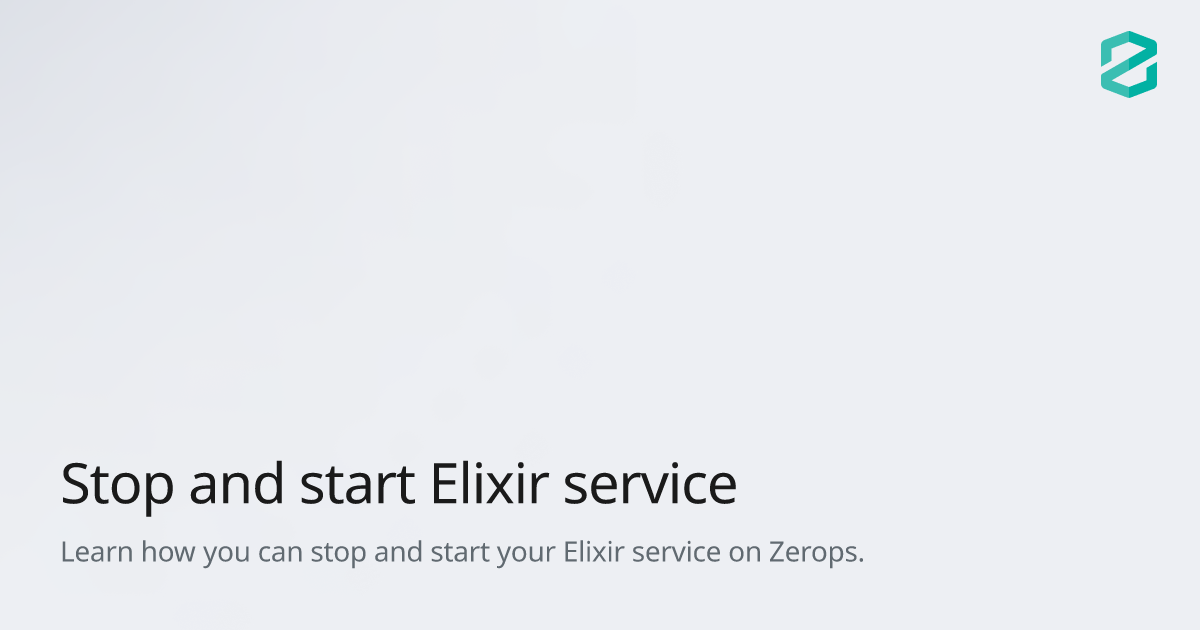 Stop and start Elixir service
Learn how you can stop and start your Elixir service on Zerops.